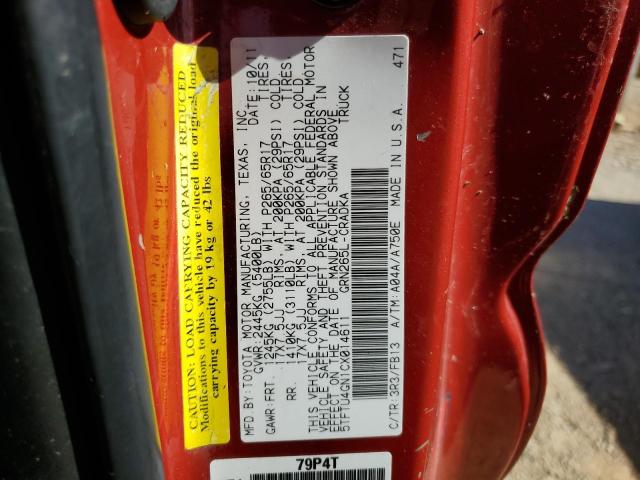 CAUTION: LOAD CARRYING CAPACITY REDUCED
Modifications to this vehicle have reduced the original load
carrying capacity by 19 kg or 42 lbs
MFD. BY TOYOTA MOTOR MANUFACTURING, TEXAS, INC. DATE: 10/11
GVWR: 2445KG(5400LB)
GAWR: FRT. 1245KG (2755LB) WITH P265/65R17 TIRES,
17X7.5JJ RIMS, AT 200KPA (29PSI) COLD
RR. 1410KG (3110LB) WITH P265/65R17 TIRES,
17X7.5JJ RIMS, AT 200KPA (29PSI) COLD
THIS VEHICLE CONFORMS TO ALL APPLICABLE FEDERAL MOTOR
VEHICLE SAFETY AND THEFT PREVENTION STANDARDS IN
EFFECT ON THE DATE OF MANUFACTURE SHOWN ABOVE.
5TFTU4GN CX014611 GRN265L-CRADKA TRUCK
C/TR: 3R3/FB13 A/TM: A04A/A750E MADE IN U.S.A. 471
79P4T